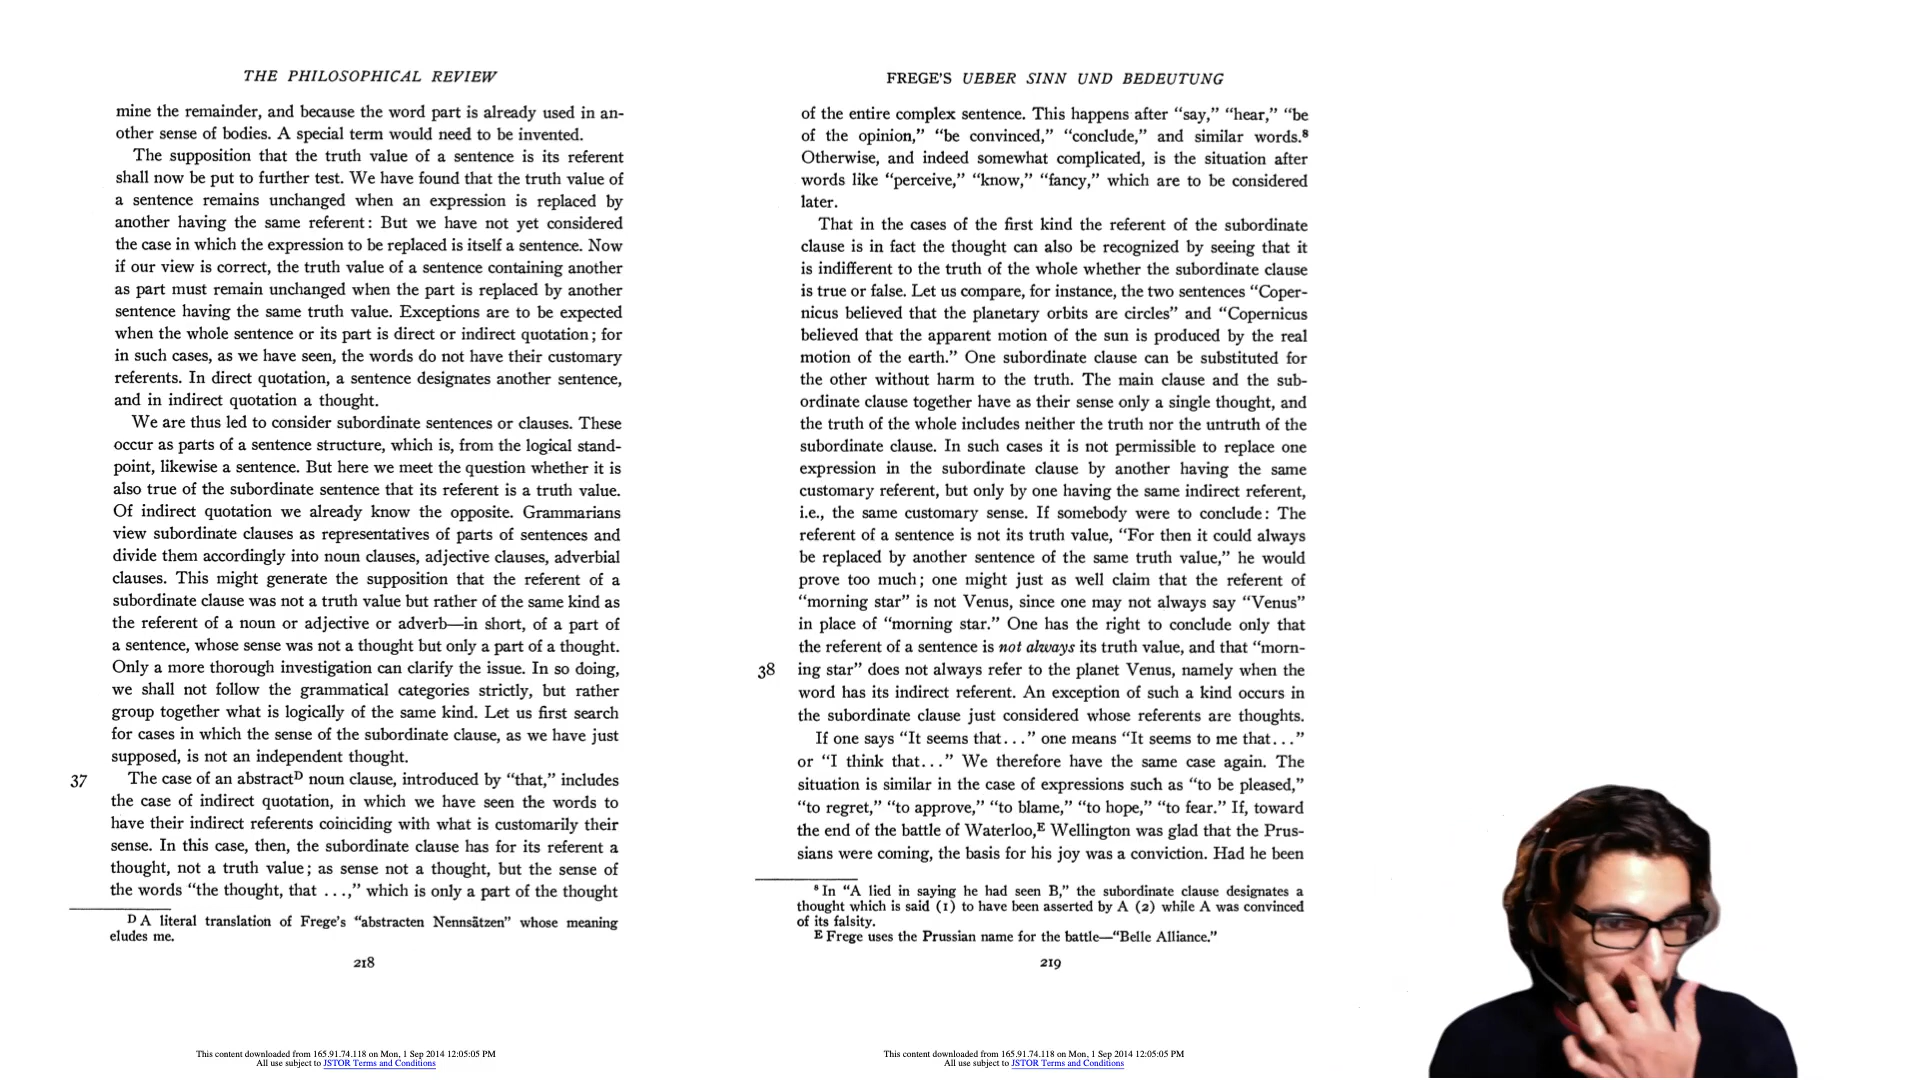 THE PHILOSOPHICAL REVIEW
mine the remainder, and because the word part is already used in an-
other sense of bodies. A special term would need to be invented.
The supposition that the truth value of a sentence is its referent
shall now be put to further test. We have found that the truth value of
a sentence remains unchanged when an expression is replaced by
another having the same referent: But we have not yet considered
the case in which the expression to be replaced is itself a sentence. Now
if our view is correct, the truth value of a sentence containing another
as part must remain unchanged when the part is replaced by another
sentence having the same truth value. Exceptions are to be expected
when the whole sentence or its part is direct or indirect quotation; for
in such cases, as we have seen, the words do not have their customary
referents. In direct quotation, a sentence designates another sentence,
and in indirect quotation a thought.
We are thus led to consider subordinate sentences or clauses. These
occur as parts of a sentence structure, which is, from the logical stand-
point, likewise a sentence. But here we meet the question whether it is
also true of the subordinate sentence that its referent is a truth value.
Of indirect quotation we already know the opposite. Grammarians
view subordinate clauses as representatives of parts of sentences and
divide them accordingly into noun clauses, adjective clauses, adverbial
clauses. This might generate the supposition that the referent of a
subordinate clause was not a truth value but rather of the same kind as
the referent of a noun or adjective or adverb—in short, of a part of
a sentence, whose sense was not a thought but only a part of a thought.
Only a more thorough investigation can clarify the issue. In so doing,
we shall not follow the grammatical categories strictly, but rather
group together what is logically of the same kind. Let us first search
for cases in which the sense of the subordinate clause, as we have just
supposed, is not an independent thought.
37 The case of an abstractᴰ noun clause, introduced by “that,” includes
the case of indirect quotation, in which we have seen the words to
have their indirect referents coinciding with what is customarily their
sense. In this case, then, the subordinate clause has for its referent a
thought, not a truth value; as sense not a thought, but the sense of
the words “the thought, that ...,” which is only a part of the thought
ᴰ A literal translation of Frege's “abstracten Nennsätzen” whose meaning
eludes me.
218
This content downloaded from 165.91.74.118 on Mon, 1 Sep 2014 12:05:05 PM
All use subject to JSTOR Terms and Conditions
FREGE'S UEBER SINN UND BEDEUTUNG
of the entire complex sentence. This happens after “say,” “hear,” “be
of the opinion,” “be convinced,” “conclude,” and similar words.⁸
Otherwise, and indeed somewhat complicated, is the situation after
words like “perceive,” “know,” “fancy,” which are to be considered
later.
That in the cases of the first kind the referent of the subordinate
clause is in fact the thought can also be recognized by seeing that it
is indifferent to the truth of the whole whether the subordinate clause
is true or false. Let us compare, for instance, the two sentences “Coper-
nicus believed that the planetary orbits are circles” and “Copernicus
believed that the apparent motion of the sun is produced by the real
motion of the earth.” One subordinate clause can be substituted for
the other without harm to the truth. The main clause and the sub-
ordinate clause together have as their sense only a single thought, and
the truth of the whole includes neither the truth nor the untruth of the
subordinate clause. In such cases it is not permissible to replace one
expression in the subordinate clause by another having the same
customary referent, but only by one having the same indirect referent,
i.e., the same customary sense. If somebody were to conclude: The
referent of a sentence is not its truth value, “For then it could always
be replaced by another sentence of the same truth value,” he would
prove too much; one might just as well claim that the referent of
“morning star” is not Venus, since one may not always say “Venus”
in place of “morning star.” One has the right to conclude only that
the referent of a sentence is not always its truth value, and that “morn-
38 ing star” does not always refer to the planet Venus, namely when the
word has its indirect referent. An exception of such a kind occurs in
the subordinate clause just considered whose referents are thoughts.
If one says “It seems that...” one means “It seems to me that...”
or “I think that...” We therefore have the same case again. The
situation is similar in the case of expressions such as “to be pleased,”
“to regret,” “to approve,” “to blame,” “to hope,” “to fear.” If, toward
the end of the battle of Waterloo,ᴱ Wellington was glad that the Prus-
sians were coming, the basis for his joy was a conviction. Had he been
⁸ In “A lied in saying he had seen B,” the subordinate clause designates a
thought which is said (1) to have been asserted by A (2) while A was convinced
of its falsity.
ᴱ Frege uses the Prussian name for the battle—“Belle Alliance.”
219
This content downloaded from 165.91.74.118 on Mon, 1 Sep 2014 12:05:05 PM
All use subject to JSTOR Terms and Conditions